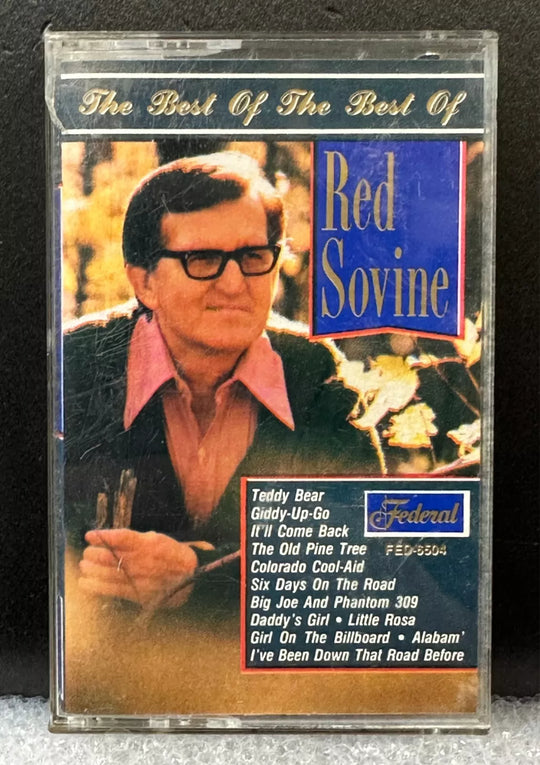 The Best Of The Best Of
Red
Sovine
Teddy Bear
Giddy-Up-Go
It'll Come Back
The Old Pine Tree
Colorado Cool-Aid
Six Days On The Road
Big Joe And Phantom 309
Daddy's Girl • Little Rosa
Girl On The Billboard • Alabam'
I've Been Down That Road Before
Federal
FED-6504